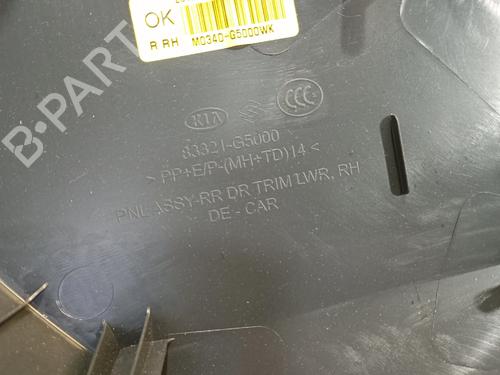 OK
R RH M0340-G5000WK
KIA CCC
83321-G5000
>PP+E/P-(MH+TD)14<
PNL ASSY-RR DR TRIM LWR, RH
DE - CAR
B-PARTS